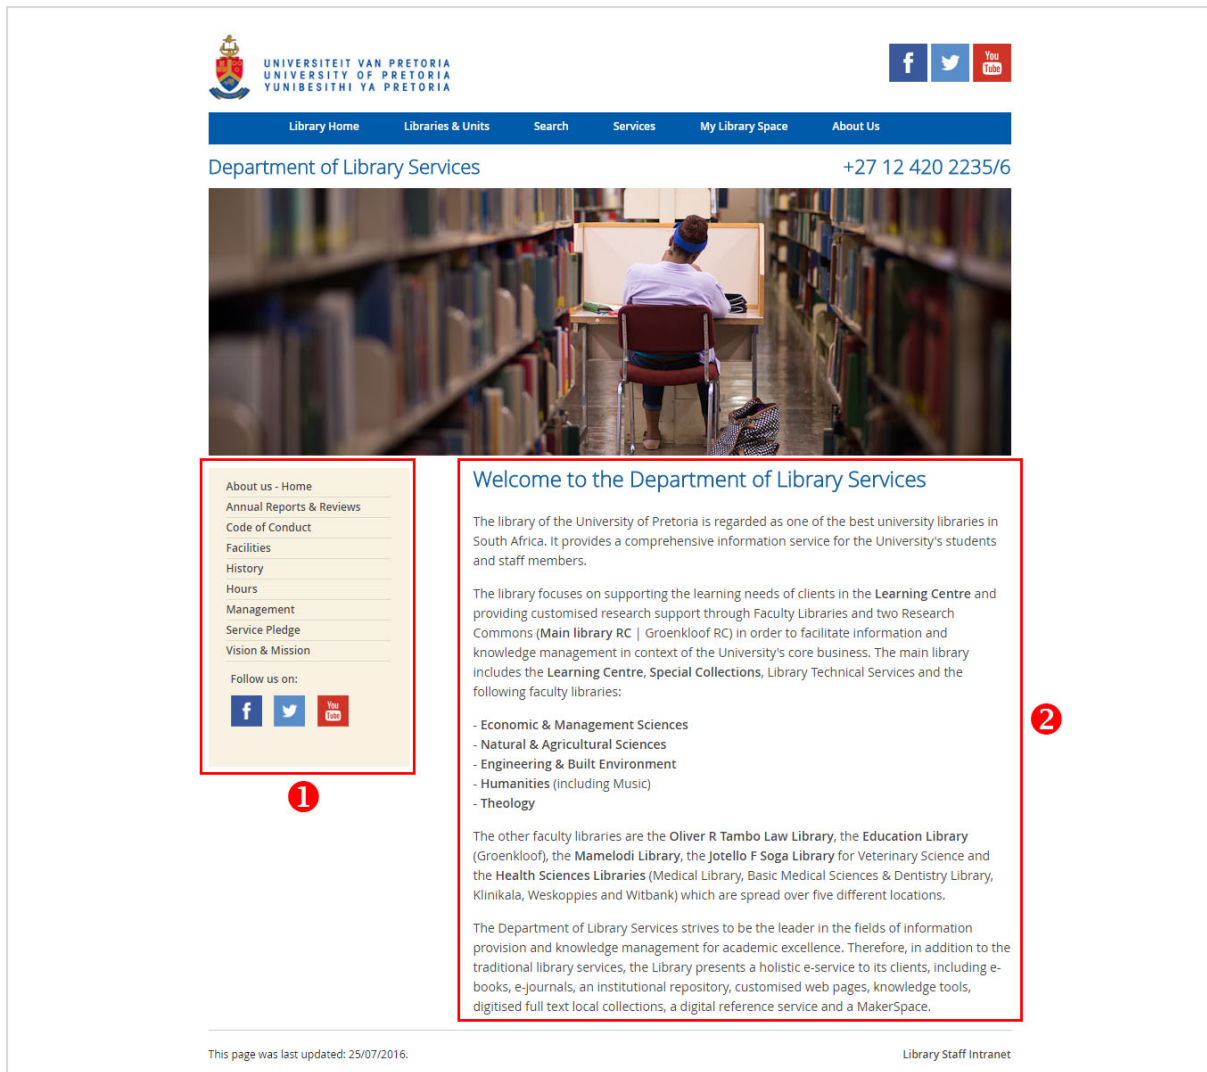 UNIVERSITEIT VAN PRETORIA
UNIVERSITY OF PRETORIA
YUNIBESITHI YA PRETORIA
f
You
Tube
Library Home
Libraries & Units
Search
Services
My Library Space
About Us
Department of Library Services
+27 12 420 2235/6
About us - Home
Annual Reports & Reviews
Code of Conduct
Facilities
History
Hours
Management
Service Pledge
Vision & Mission
Follow us on:
f
You
Tube
1
Welcome to the Department of Library Services
The library of the University of Pretoria is regarded as one of the best university libraries in
South Africa. It provides a comprehensive information service for the University's students
and staff members.
The library focuses on supporting the learning needs of clients in the Learning Centre and
providing customised research support through Faculty Libraries and two Research
Commons (Main library RC | Groenkloof RC) in order to facilitate information and
knowledge management in context of the University's core business. The main library
includes the Learning Centre, Special Collections, Library Technical Services and the
following faculty libraries:
- Economic & Management Sciences
- Natural & Agricultural Sciences
- Engineering & Built Environment
- Humanities (including Music)
- Theology
The other faculty libraries are the Oliver R Tambo Law Library, the Education Library
(Groenkloof), the Mamelodi Library, the Jotello F Soga Library for Veterinary Science and
the Health Sciences Libraries (Medical Library, Basic Medical Sciences & Dentistry Library,
Klinikala, Weskoppies and Witbank) which are spread over five different locations.
The Department of Library Services strives to be the leader in the fields of information
provision and knowledge management for academic excellence. Therefore, in addition to the
traditional library services, the Library presents a holistic e-service to its clients, including e-
books, e-journals, an institutional repository, customised web pages, knowledge tools,
digitised full text local collections, a digital reference service and a MakerSpace.
2
This page was last updated: 25/07/2016.
Library Staff Intranet